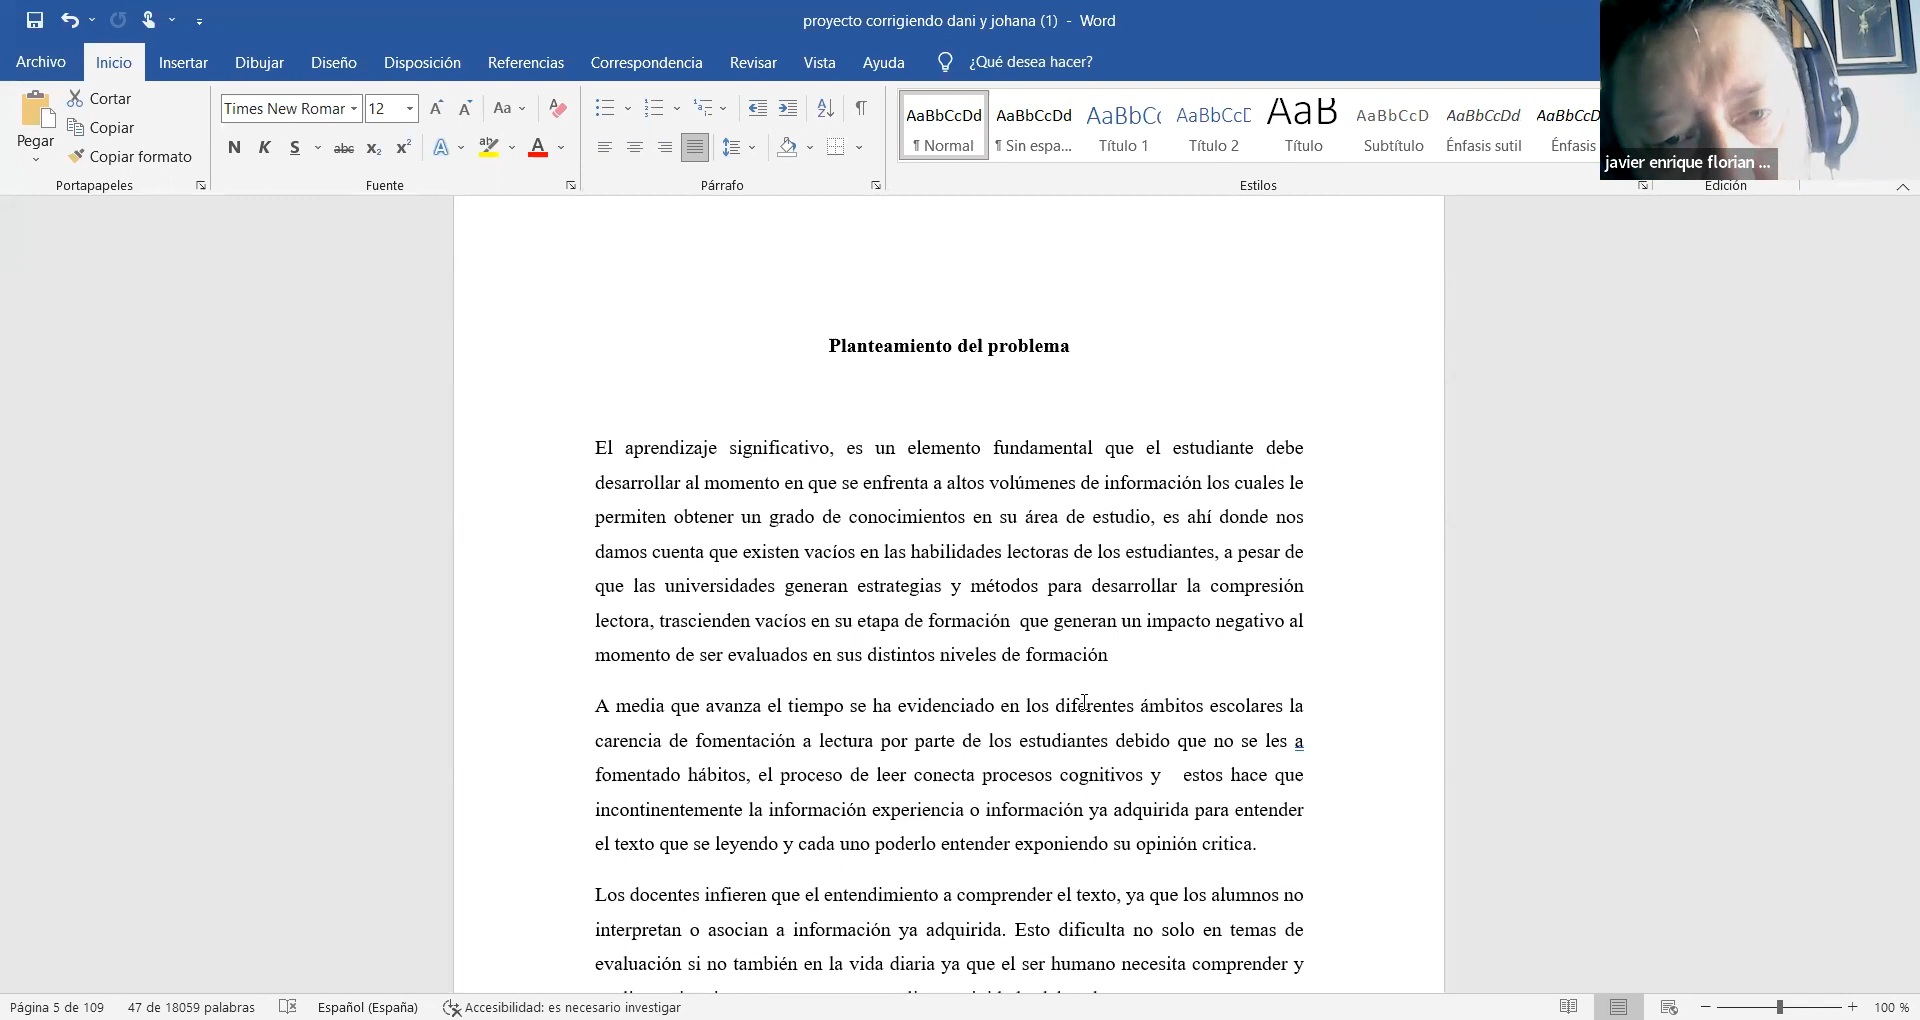 proyecto corrigiendo dani y johana (1) - Word
Archivo Inicio Insertar Dibujar Diseño Disposición Referencias Correspondencia Revisar Vista Ayuda ¿Qué desea hacer?
Pegar
Cortar
Copiar
Copiar formato
Portapapeles
Times New Romar 12
Aa
N K S abc x₂ x² A ab A
Fuente
Párrafo
AaBbCcDd AaBbCcDd AaBbCc AaBbCcE AaB AaBbCcD AaBbCcDd AaBbCcD
¶ Normal ¶ Sin espa... Título 1 Título 2 Título Subtítulo Énfasis sutil Énfasis
Estilos
Edición
javier enrique florian ...
Planteamiento del problema
El aprendizaje significativo, es un elemento fundamental que el estudiante debe
desarrollar al momento en que se enfrenta a altos volúmenes de información los cuales le
permiten obtener un grado de conocimientos en su área de estudio, es ahí donde nos
damos cuenta que existen vacíos en las habilidades lectoras de los estudiantes, a pesar de
que las universidades generan estrategias y métodos para desarrollar la compresión
lectora, trascienden vacíos en su etapa de formación que generan un impacto negativo al
momento de ser evaluados en sus distintos niveles de formación
A media que avanza el tiempo se ha evidenciado en los diferentes ámbitos escolares la
carencia de fomentación a lectura por parte de los estudiantes debido que no se les a
fomentado hábitos, el proceso de leer conecta procesos cognitivos y estos hace que
incontinentemente la información experiencia o información ya adquirida para entender
el texto que se leyendo y cada uno poderlo entender exponiendo su opinión critica.
Los docentes infieren que el entendimiento a comprender el texto, ya que los alumnos no
interpretan o asocian a información ya adquirida. Esto dificulta no solo en temas de
evaluación si no también en la vida diaria ya que el ser humano necesita comprender y
Página 5 de 109 47 de 18059 palabras Español (España) Accesibilidad: es necesario investigar 100 %